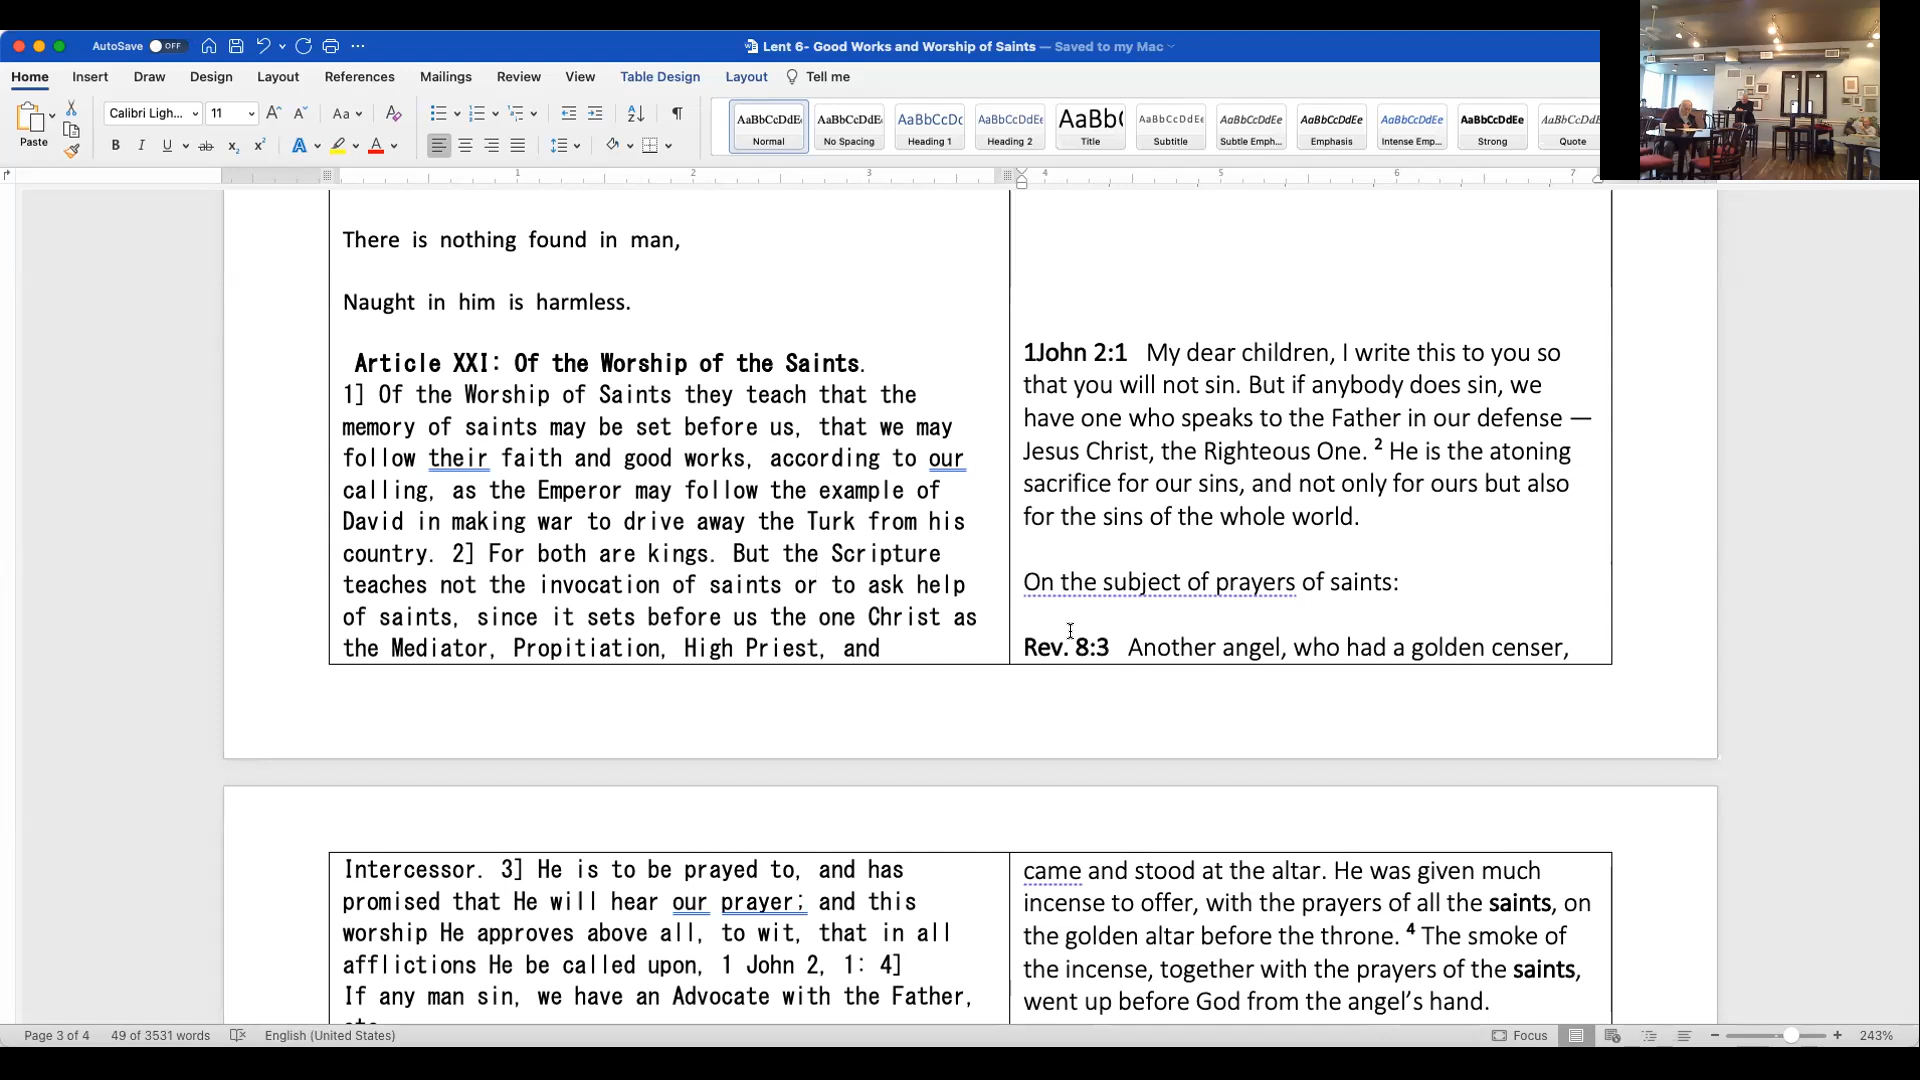 AutoSave OFF
Lent 6- Good Works and Worship of Saints — Saved to my Mac
Home Insert Draw Design Layout References Mailings Review View Table Design Layout Tell me
Paste
Calibri Ligh... 11
AaBbCcDdE AaBbCcDdE AaBbCcDc AaBbCcDdE AaBb( AaBbCcDdE AaBbCcDdEe AaBbCcDdEe AaBbCcDdEe AaBbCcDdEe AaBbCcDdEe
Normal No Spacing Heading 1 Heading 2 Title Subtitle Subtle Emph... Emphasis Intense Emp... Strong Quote
1 2 3 4 5 6 7
There is nothing found in man,
Naught in him is harmless.
Article XXI: Of the Worship of the Saints.
1] Of the Worship of Saints they teach that the
memory of saints may be set before us, that we may
follow their faith and good works, according to our
calling, as the Emperor may follow the example of
David in making war to drive away the Turk from his
country. 2] For both are kings. But the Scripture
teaches not the invocation of saints or to ask help
of saints, since it sets before us the one Christ as
the Mediator, Propitiation, High Priest, and
1John 2:1 My dear children, I write this to you so
that you will not sin. But if anybody does sin, we
have one who speaks to the Father in our defense —
Jesus Christ, the Righteous One. 2 He is the atoning
sacrifice for our sins, and not only for ours but also
for the sins of the whole world.
On the subject of prayers of saints:
Rev. 8:3 Another angel, who had a golden censer,
Intercessor. 3] He is to be prayed to, and has
promised that He will hear our prayer; and this
worship He approves above all, to wit, that in all
afflictions He be called upon, 1 John 2, 1: 4]
If any man sin, we have an Advocate with the Father,
came and stood at the altar. He was given much
incense to offer, with the prayers of all the saints, on
the golden altar before the throne. 4 The smoke of
the incense, together with the prayers of the saints,
went up before God from the angel's hand.
Page 3 of 4 49 of 3531 words English (United States) Focus 243%